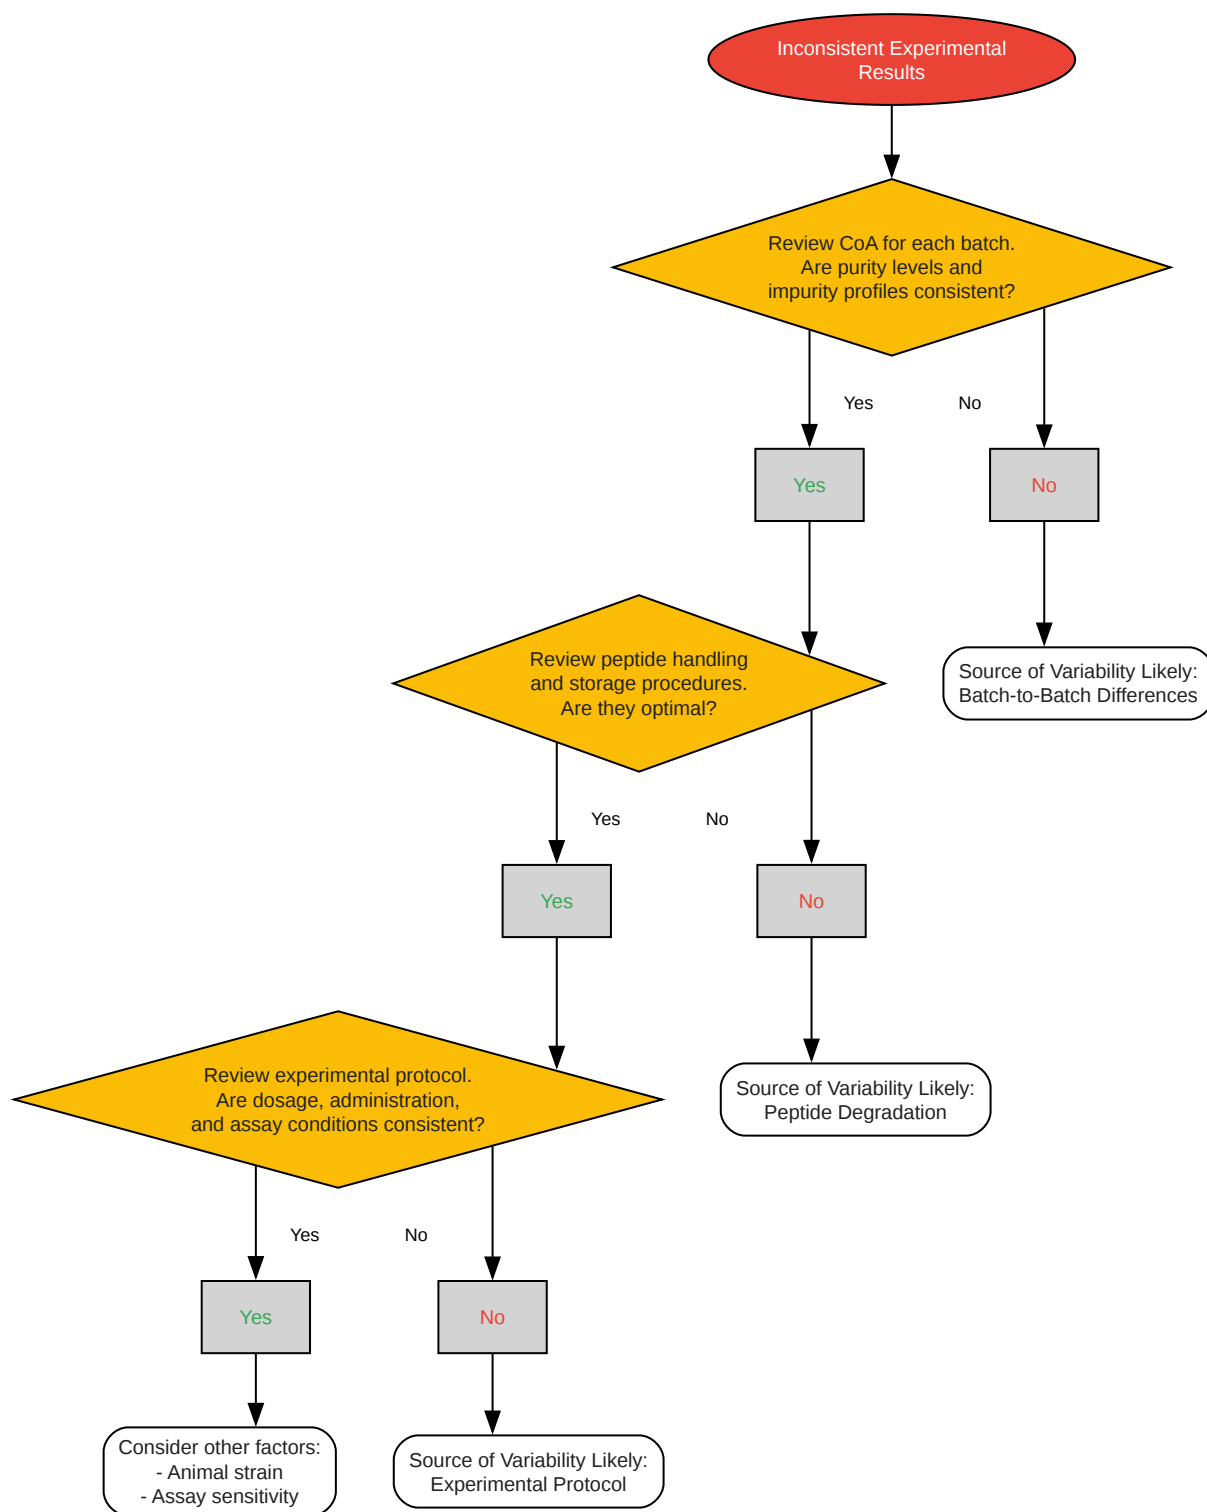 Inconsistent Experimental
Results
Review CoA for each batch.
Are purity levels and
impurity profiles consistent?
Yes
No
Yes
No
Review peptide handling
and storage procedures.
Are they optimal?
Source of Variability Likely:
Batch-to-Batch Differences
Yes
No
Yes
No
Review experimental protocol.
Are dosage, administration,
and assay conditions consistent?
Source of Variability Likely:
Peptide Degradation
Yes
No
Yes
No
Consider other factors:
- Animal strain
- Assay sensitivity
Source of Variability Likely:
Experimental Protocol